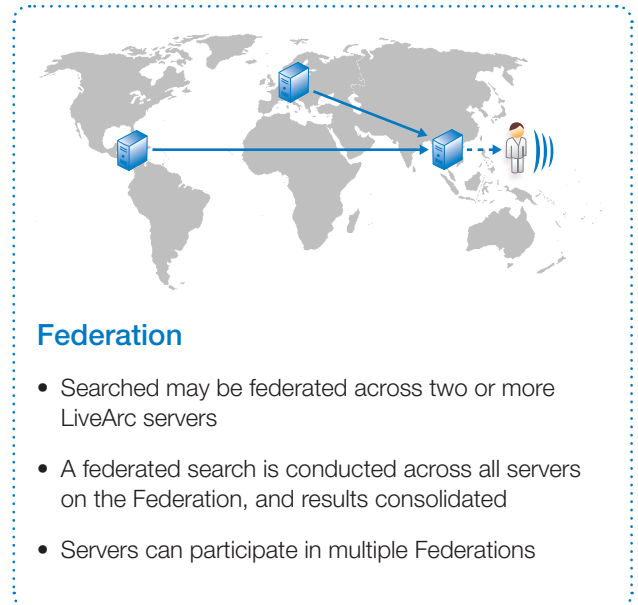 Federation
• Searched may be federated across two or more
LiveArc servers
• A federated search is conducted across all servers
on the Federation, and results consolidated
• Servers can participate in multiple Federations